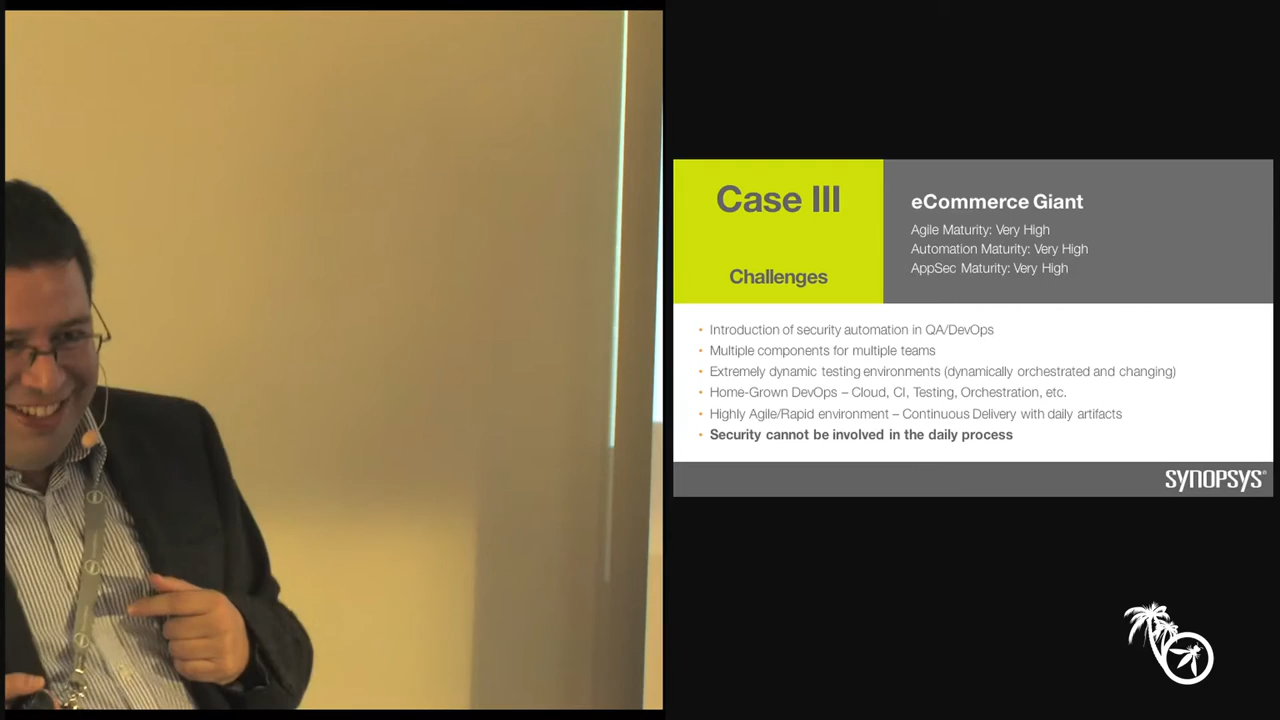 Case III
Challenges
eCommerce Giant
Agile Maturity: Very High
Automation Maturity: Very High
AppSec Maturity: Very High
• Introduction of security automation in QA/DevOps
• Multiple components for multiple teams
• Extremely dynamic testing environments (dynamically orchestrated and changing)
• Home-Grown DevOps – Cloud, CI, Testing, Orchestration, etc.
• Highly Agile/Rapid environment – Continuous Delivery with daily artifacts
• Security cannot be involved in the daily process
SYNOPSYS®